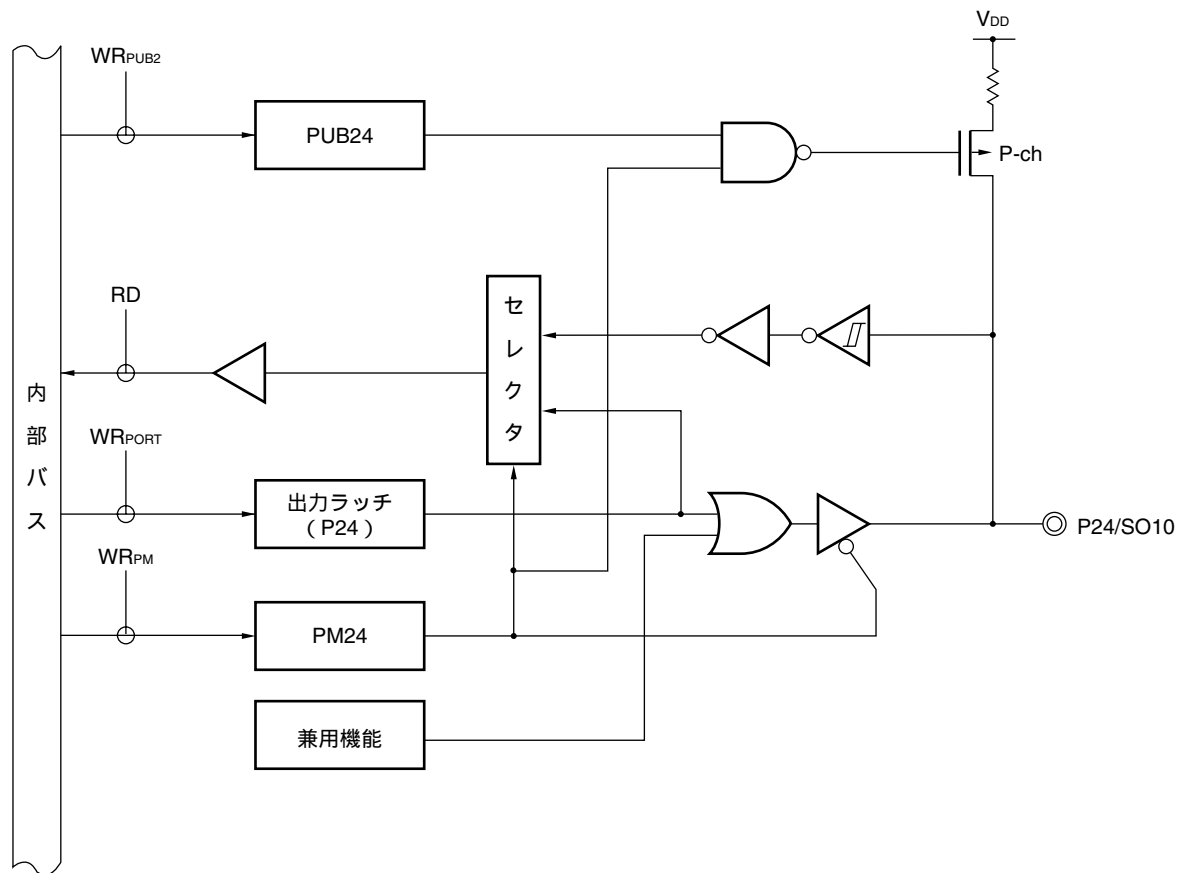 VDD
WRPUB2
PUB24
P-ch
RD
セレクタ
内部バス
WRPORT
出力ラッチ
(P24)
P24/SO10
WRPM
PM24
兼用機能